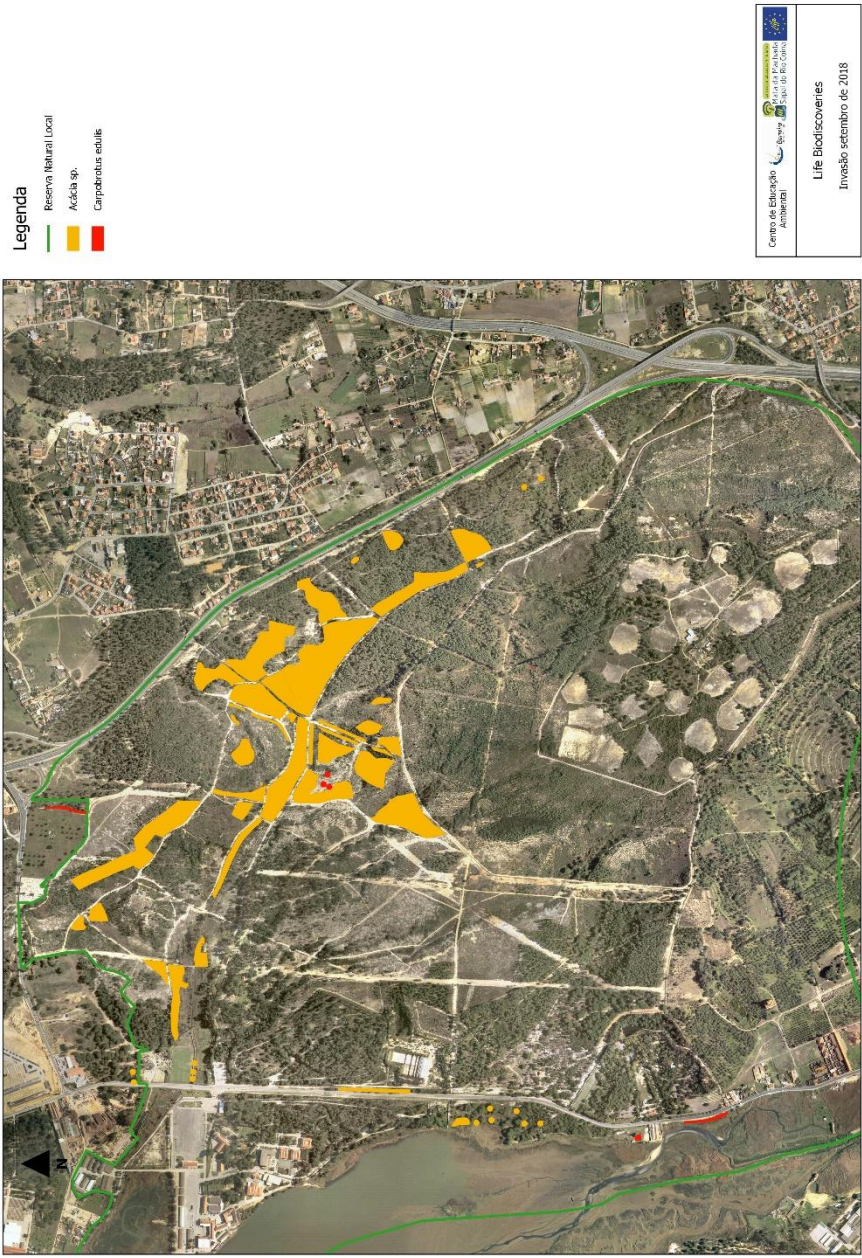 Legenda
Reserva Natural Local
Acácia sp.
Carpobrotus edulis
N
Centro de Educação
Ambiental
Mata da Machada
Sapal do Rio Coina
Life Biodiscoveries
Invasão setembro de 2018